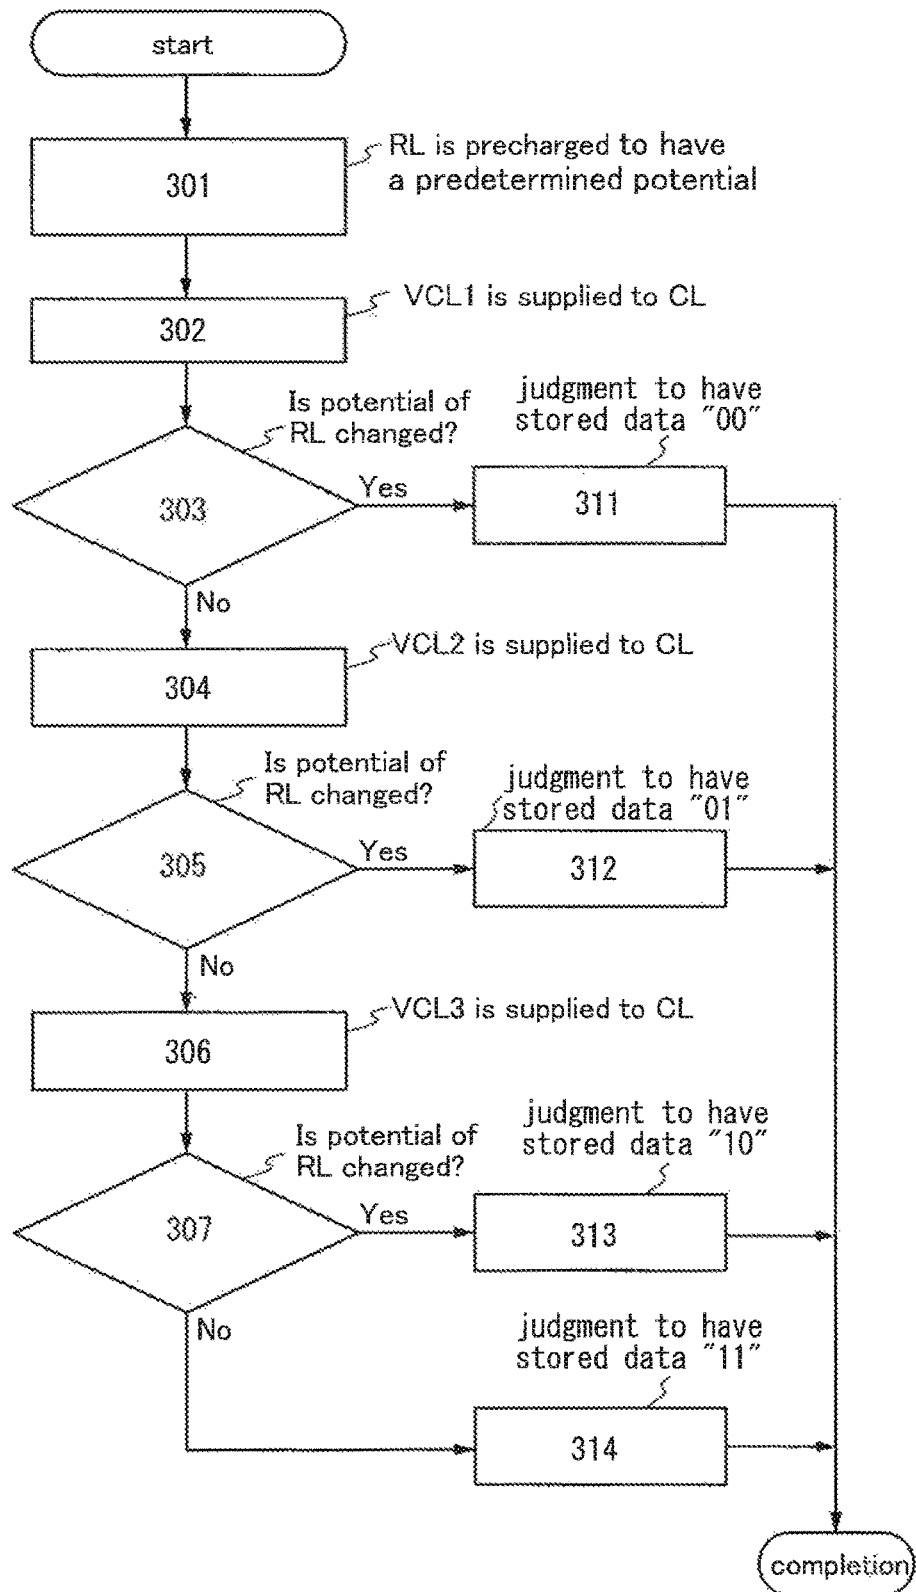 start
RL is precharged to have
a predetermined potential
301
VCL1 is supplied to CL
302
Is potential of
RL changed?
judgment to have
stored data "00"
303
Yes
311
No
VCL2 is supplied to CL
304
Is potential of
RL changed?
judgment to have
stored data "01"
305
Yes
312
No
VCL3 is supplied to CL
306
Is potential of
RL changed?
judgment to have
stored data "10"
307
Yes
313
No
judgment to have
stored data "11"
314
completion